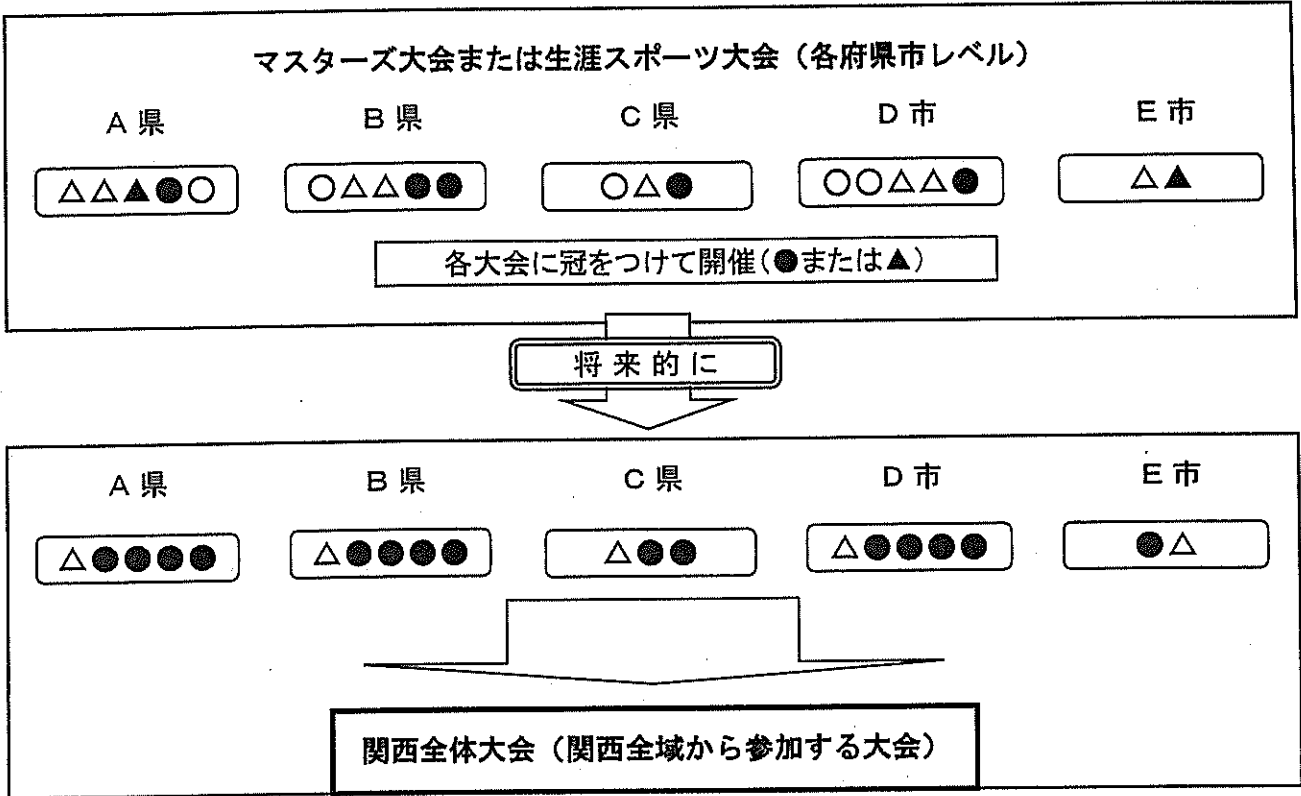 マスターズ大会または生涯スポーツ大会（各府県市レベル）
A県 B県 C県 D市 E市
△△▲●○ ○△△●● ○△● ○○△△● △▲
各大会に冠をつけて開催（●または▲）
将来的に
A県 B県 C県 D市 E市
△●●●● △●●●● △●● △●●●● ●△
関西全体大会（関西全域から参加する大会）